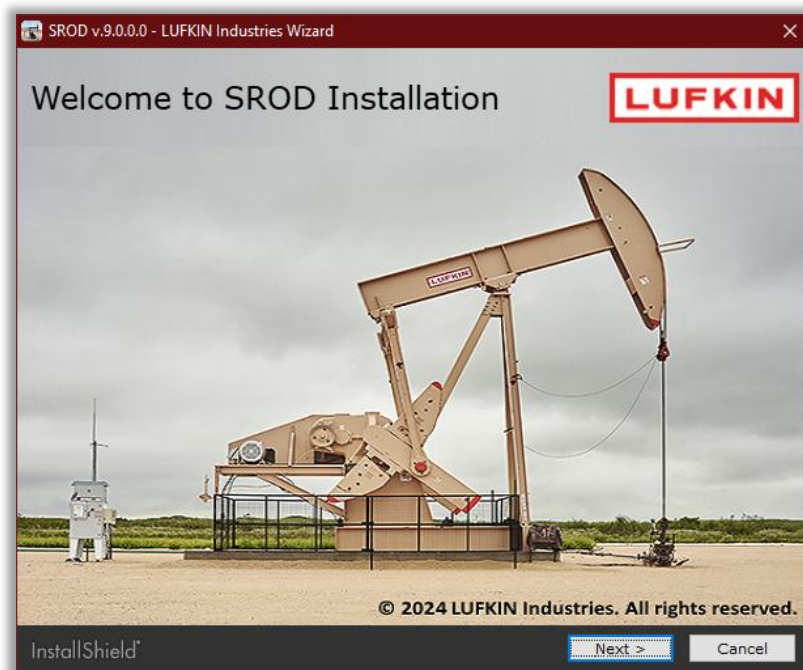 SROD v.9.0.0.0 - LUFKIN Industries Wizard
Welcome to SROD Installation
LUFKIN
LUFKIN
© 2024 LUFKIN Industries. All rights reserved.
InstallShield
Next >
Cancel